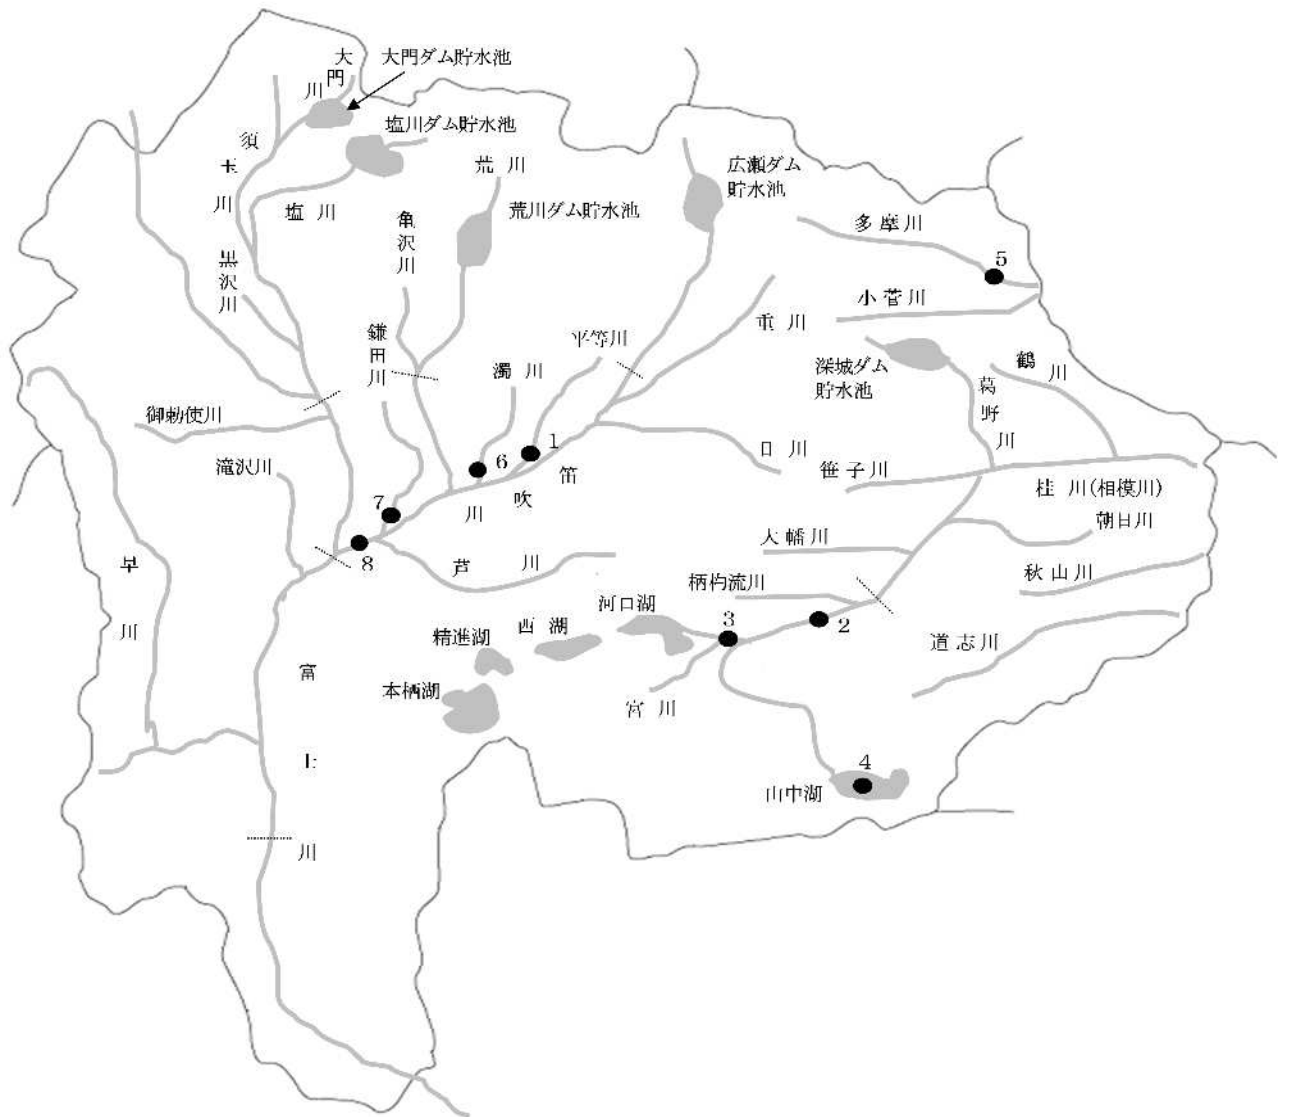 大門川
大門ダム貯水池
須玉川
塩川ダム貯水池
荒川
広瀬ダム
貯水池
塩川
亀沢川
荒川ダム貯水池
多摩川
5
黒沢川
小菅川
重川
鎌田川
平等川
濁川
深城ダム
貯水池
鶴川
葛野川
御勅使川
1
6
日川
滝沢川
笛吹川
笹子川
桂川(相模川)
7
朝日川
8
芦川
大幡川
早川
柄杓流川
秋山川
河口湖
3
2
西湖
精進湖
道志川
富士川
本栖湖
宮川
4
山中湖